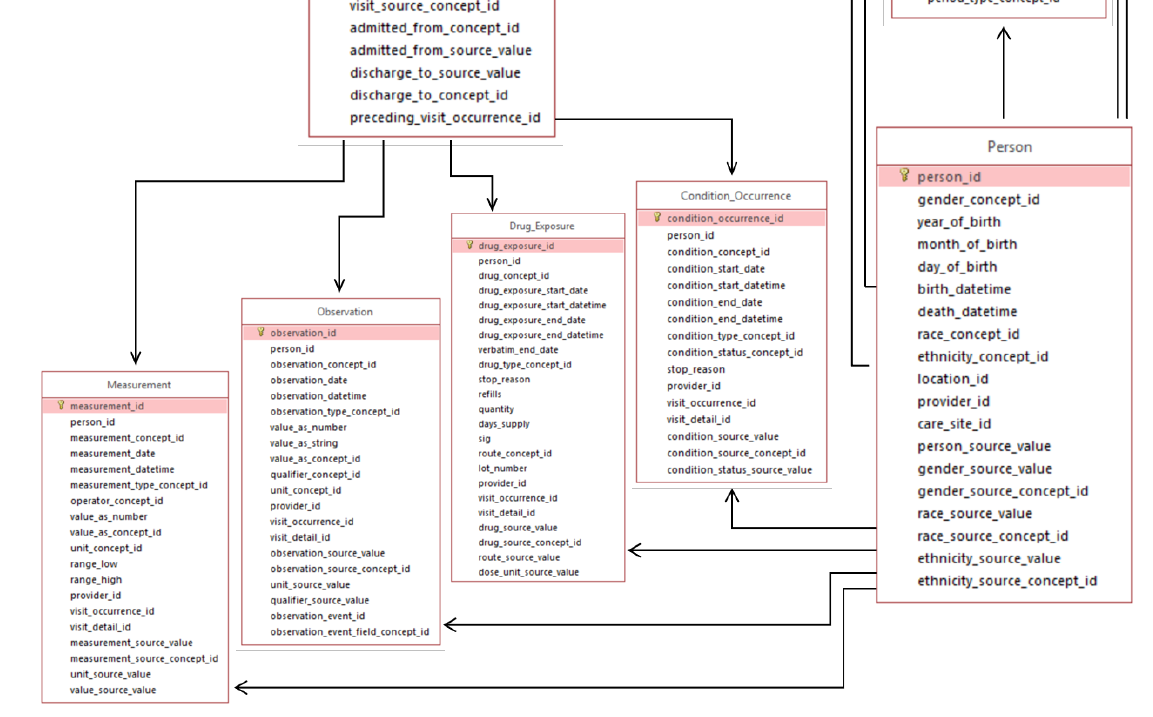 visit_source_concept_id
admitted_from_concept_id
admitted_from_source_value
discharge_to_source_value
discharge_to_concept_id
preceding_visit_occurrence_id
period_type_concept_id
Person
person_id
gender_concept_id
year_of_birth
month_of_birth
day_of_birth
birth_datetime
death_datetime
race_concept_id
ethnicity_concept_id
location_id
provider_id
care_site_id
person_source_value
gender_source_value
gender_source_concept_id
race_source_value
race_source_concept_id
ethnicity_source_value
ethnicity_source_concept_id
Condition_Occurrence
condition_occurrence_id
person_id
condition_concept_id
condition_start_date
condition_start_datetime
condition_end_date
condition_end_datetime
condition_type_concept_id
condition_status_concept_id
stop_reason
provider_id
visit_occurrence_id
visit_detail_id
condition_source_value
condition_source_concept_id
condition_status_source_value
Drug_Exposure
drug_exposure_id
person_id
drug_concept_id
drug_exposure_start_date
drug_exposure_start_datetime
drug_exposure_end_date
drug_exposure_end_datetime
verbatim_end_date
drug_type_concept_id
stop_reason
refills
quantity
days_supply
sig
route_concept_id
lot_number
provider_id
visit_occurrence_id
visit_detail_id
drug_source_value
drug_source_concept_id
route_source_value
dose_unit_source_value
Observation
observation_id
person_id
observation_concept_id
observation_date
observation_datetime
observation_type_concept_id
value_as_number
value_as_string
value_as_concept_id
qualifier_concept_id
unit_concept_id
provider_id
visit_occurrence_id
visit_detail_id
observation_source_value
observation_source_concept_id
unit_source_value
qualifier_source_value
observation_event_id
observation_event_field_concept_id
Measurement
measurement_id
person_id
measurement_concept_id
measurement_date
measurement_datetime
measurement_type_concept_id
operator_concept_id
value_as_number
value_as_concept_id
unit_concept_id
range_low
range_high
provider_id
visit_occurrence_id
visit_detail_id
measurement_source_value
measurement_source_concept_id
unit_source_value
value_source_value